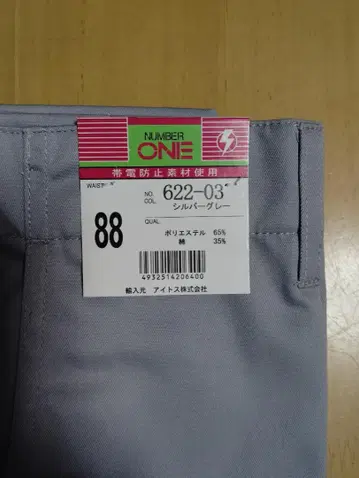 NUMBER
ONE
帯電防止素材使用
WAIST
NO. 622-03
COL. シルバーグレー
88
QUAL.
ポリエステル 65%
綿 35%
4932514206400
輸入元 アイトス株式会社